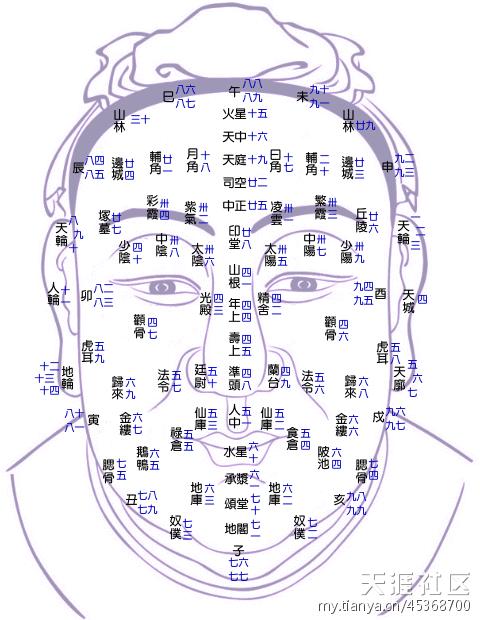 巳 八六 八七
午 八八 八九
未 九十 九一
山林 三十
火星 十五
山林 廿九
天中 十六
辰 八四 八五
邊城 廿四
輔角 廿一
月角 十八
天庭 十九
日角 十七
輔角 二十
邊城 廿三
申 九二 九三
司空 廿二
塚墓 廿七
彩霞 卅四
紫氣 卅二
中正 廿五
凌雲 卅一
繁霞 卅三
丘陵 廿六
天輪 八 九 十
少陰 四十
中陰 卅八
太陰 卅六
印堂 廿八
太陽 卅五
中陽 卅七
少陽 卅九
天輪 一 二 三
人輪 十一
卯 八二 八三
光殿 四三
山根 四一
精舍 四二
酉 九四 九五
天城 四
顴骨 四七
年上 四四
顴骨 四六
虎耳 五九
壽上 四五
虎耳 五八
地輪 十二 十三 十四
歸來 六九
法令 五七
廷尉 五十
準頭 四八
蘭台 四九
法令 五六
歸來 六八
天廓 五 六 七
寅 八十 八一
金縷 六七
仙庫 五三
人中 五一
仙庫 五二
金縷 六六
戍 九六 九七
祿倉 五五
食倉 五四
鵝鴨 六五
水星 六十
陂池 六四
腮骨 七五
腮骨 七四
丑 七八 七九
地庫 六三
承漿 六一
地庫 六二
亥 九八 九九
頌堂 七十
奴僕 七三
地閣 七一
奴僕 七二
子 七六 七七
天涯社区
my.tianya.cn/45368700